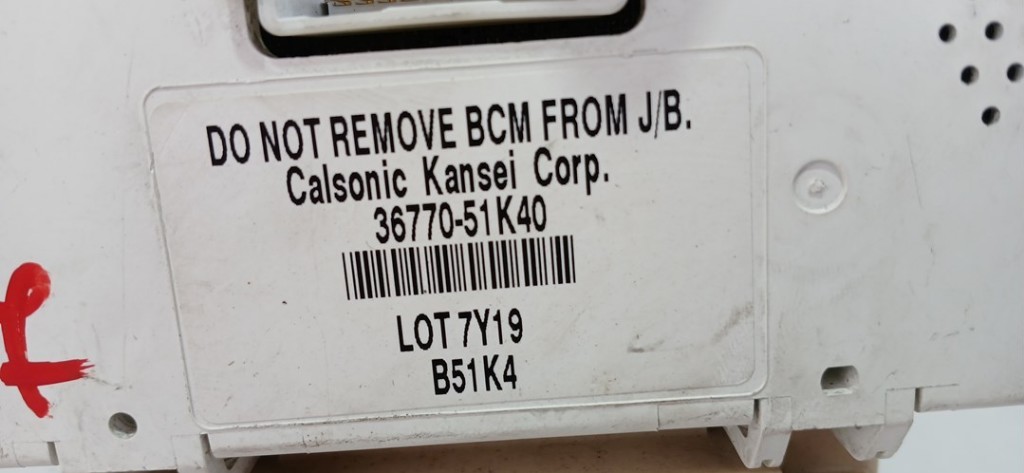 DO NOT REMOVE BCM FROM J/B.
Calsonic Kansei Corp.
36770-51K40
LOT 7Y19
B51K4